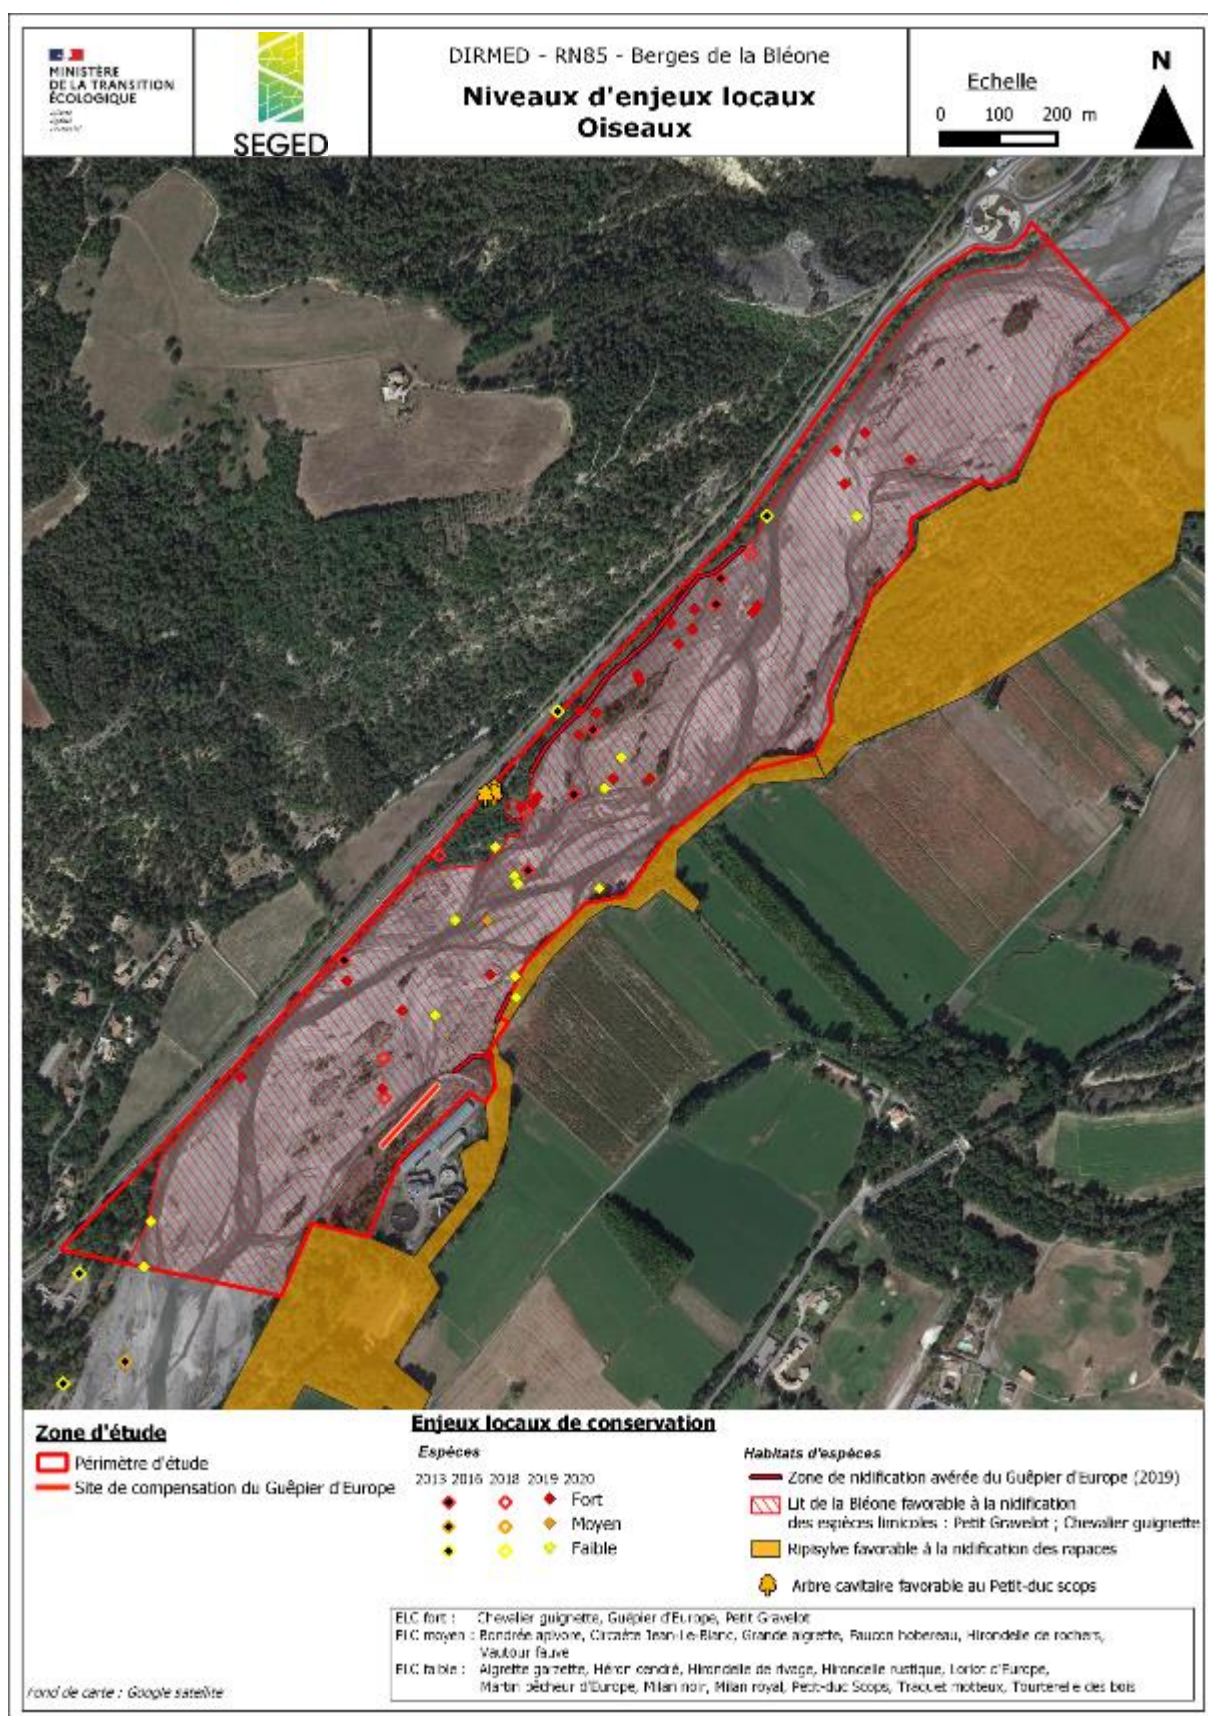 MINISTÈRE
DE LA TRANSITION
ÉCOLOGIQUE
SEGED
DIRMED - RN85 - Berges de la Bléone
Niveaux d'enjeux locaux
Oiseaux
Echelle
0 100 200 m
N
Zone d'étude
Périmètre d'étude
Site de compensation du Guêpier d'Europe
Enjeux locaux de conservation
Espèces
2013 2016 2018 2019 2020
Fort
Moyen
Faible
Habitats d'espèces
Zone de nidification avérée du Guêpier d'Europe (2019)
Lit de la Bléone favorable à la nidification
des espèces limicoles : Petit Gravelot ; Chevalier guignette
Ripisylve favorable à la nidification des rapaces
Arbre cavitaire favorable au Petit-duc scops
ELC fort : Chevalier guignette, Guêpier d'Europe, Petit Gravelot
ELC moyen : Bondrée apivore, Circaète Jean-Le-Blanc, Grande aigrette, Faucon hobereau, Hirondelle de rochers,
Vautour fauve
ELC faible : Aigrette garzette, Héron cendré, Hirondelle de rivage, Hirondelle rustique, Loriot d'Europe,
Martin pêcheur d'Europe, Milan noir, Milan royal, Petit-duc Scops, Traquet motteux, Tourterelle des bois
Fond de carte : Google satellite